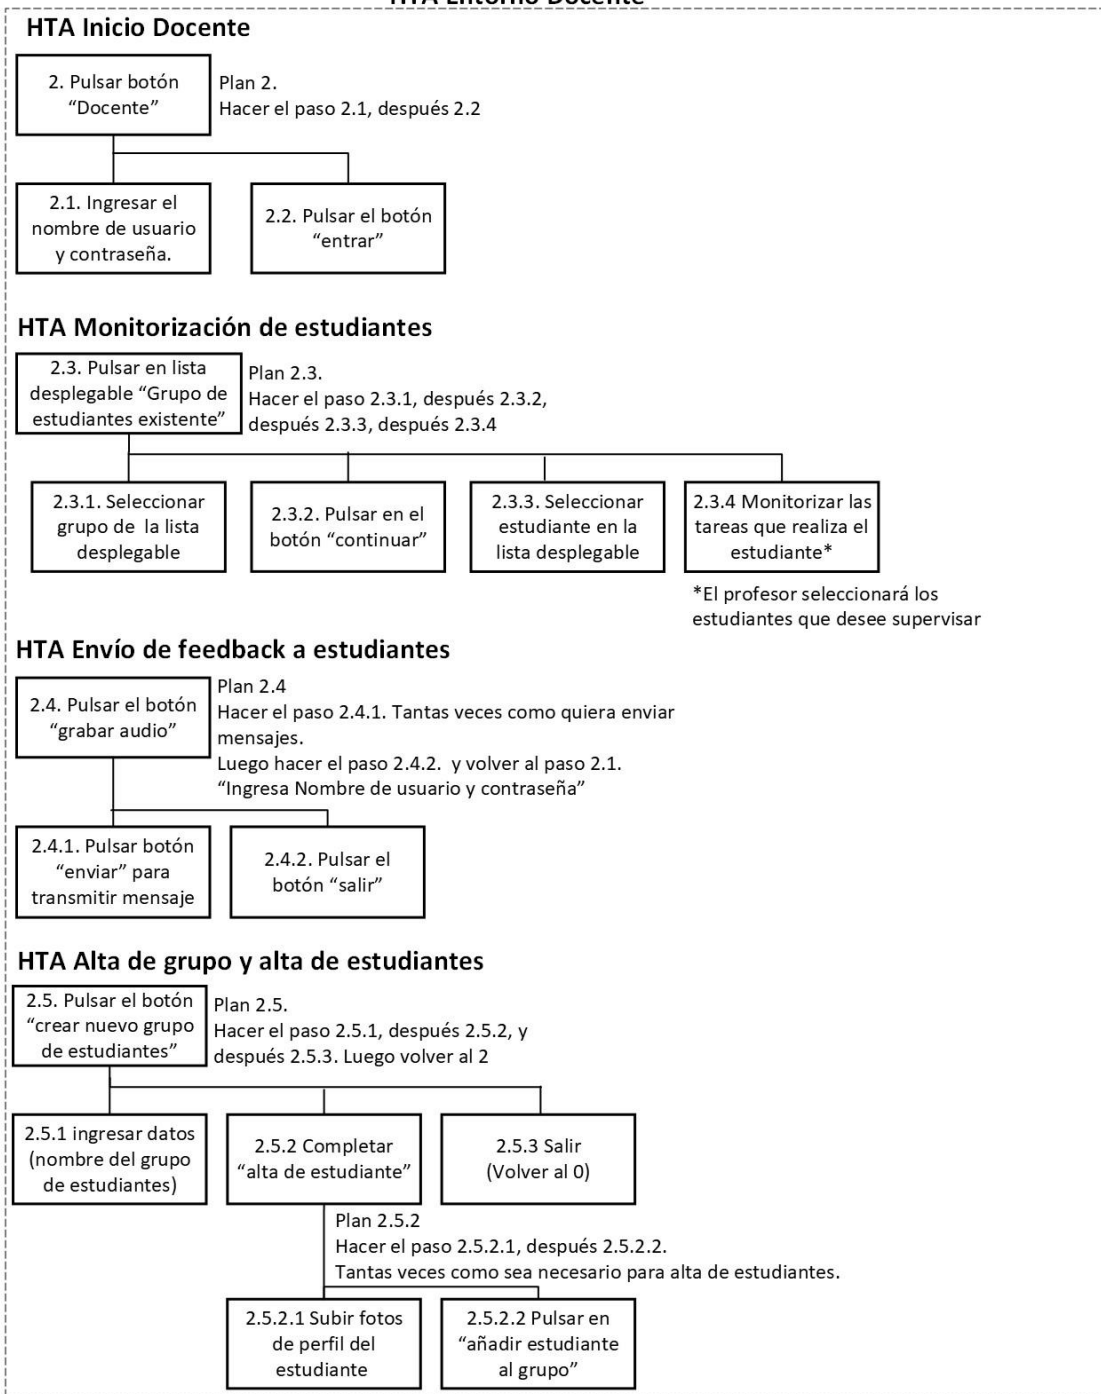 HTA Entorno Docente
HTA Inicio Docente
2. Pulsar botón
“Docente”
Plan 2.
Hacer el paso 2.1, después 2.2
2.1. Ingresar el
nombre de usuario
y contraseña.
2.2. Pulsar el botón
“entrar”
HTA Monitorización de estudiantes
2.3. Pulsar en lista
desplegable “Grupo de
estudiantes existente”
Plan 2.3.
Hacer el paso 2.3.1, después 2.3.2,
después 2.3.3, después 2.3.4
2.3.1. Seleccionar
grupo de la lista
desplegable
2.3.2. Pulsar en el
botón “continuar”
2.3.3. Seleccionar
estudiante en la
lista desplegable
2.3.4 Monitorizar las
tareas que realiza el
estudiante*
*El profesor seleccionará los
estudiantes que desee supervisar
HTA Envío de feedback a estudiantes
2.4. Pulsar el botón
“grabar audio”
Plan 2.4
Hacer el paso 2.4.1. Tantas veces como quiera enviar
mensajes.
Luego hacer el paso 2.4.2. y volver al paso 2.1.
“Ingresa Nombre de usuario y contraseña”
2.4.1. Pulsar botón
“enviar” para
transmitir mensaje
2.4.2. Pulsar el
botón “salir”
HTA Alta de grupo y alta de estudiantes
2.5. Pulsar el botón
“crear nuevo grupo
de estudiantes”
Plan 2.5.
Hacer el paso 2.5.1, después 2.5.2, y
después 2.5.3. Luego volver al 2
2.5.1 ingresar datos
(nombre del grupo
de estudiantes)
2.5.2 Completar
“alta de estudiante”
2.5.3 Salir
(Volver al 0)
Plan 2.5.2
Hacer el paso 2.5.2.1, después 2.5.2.2.
Tantas veces como sea necesario para alta de estudiantes.
2.5.2.1 Subir fotos
de perfil del
estudiante
2.5.2.2 Pulsar en
“añadir estudiante
al grupo”